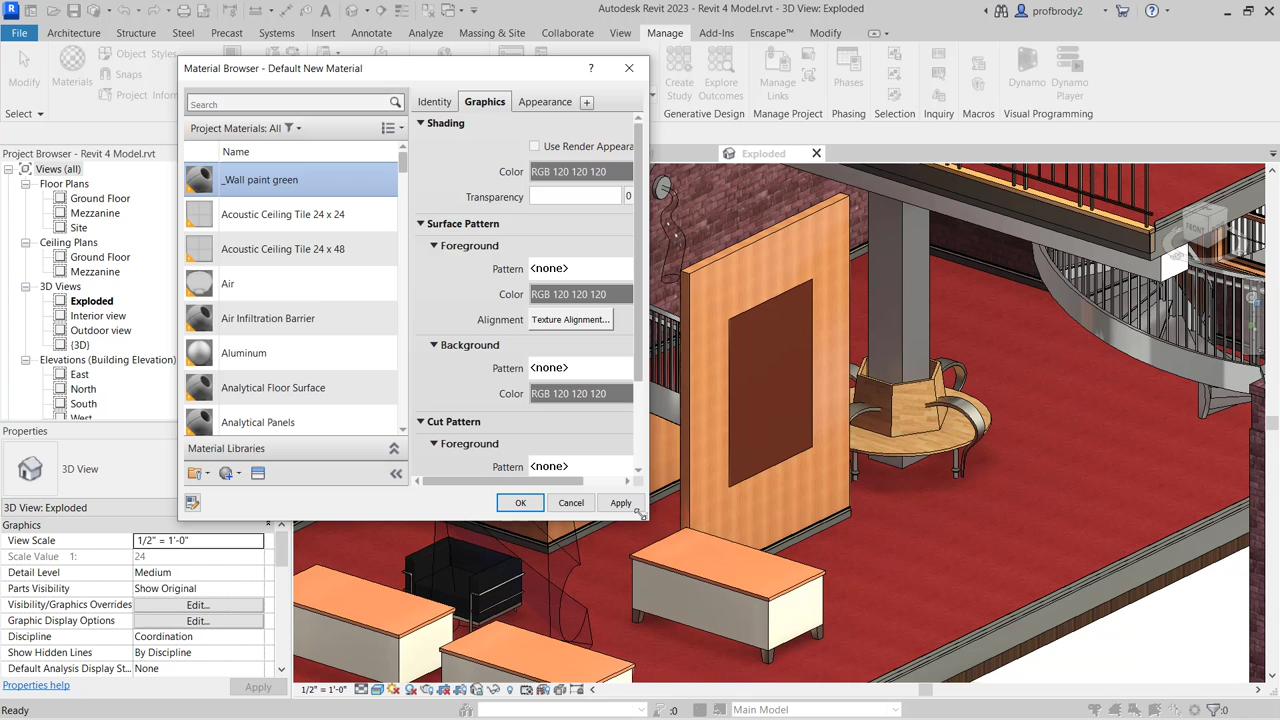 Autodesk Revit 2023 - Revit 4 Model.rvt - 3D View: Exploded
profbrody2
File Architecture Structure Steel Precast Systems Insert Annotate Analyze Massing & Site Collaborate View Manage Add-Ins Enscape™ Modify
Modify
Materials
Object Styles
Snaps
Project Inform
Create Study
Explore Outcomes
Manage Links
Phases
Dynamo
Dynamo Player
Select
Generative Design
Manage Project
Phasing
Selection
Inquiry
Macros
Visual Programming
Project Browser - Revit 4 Model.rvt
Exploded
Views (all)
Floor Plans
Ground Floor
Mezzanine
Site
Ceiling Plans
Ground Floor
Mezzanine
3D Views
Exploded
Interior view
Outdoor view
{3D}
Elevations (Building Elevation)
East
North
South
West
Material Browser - Default New Material
?
Search
Project Materials: All
Name
_Wall paint green
Acoustic Ceiling Tile 24 x 24
Acoustic Ceiling Tile 24 x 48
Air
Air Infiltration Barrier
Aluminum
Analytical Floor Surface
Analytical Panels
Material Libraries
Identity Graphics Appearance
Shading
Use Render Appeara
Color RGB 120 120 120
Transparency 0
Surface Pattern
Foreground
Pattern <none>
Color RGB 120 120 120
Alignment Texture Alignment...
Background
Pattern <none>
Color RGB 120 120 120
Cut Pattern
Foreground
Pattern <none>
OK Cancel Apply
FRONT
Properties
3D View
3D View: Exploded
Graphics
View Scale 1/2" = 1'-0"
Scale Value 1: 24
Detail Level Medium
Parts Visibility Show Original
Visibility/Graphics Overrides Edit...
Graphic Display Options Edit...
Discipline Coordination
Show Hidden Lines By Discipline
Default Analysis Display St... None
Properties help
Apply
1/2" = 1'-0"
Ready
:0
Main Model
:0